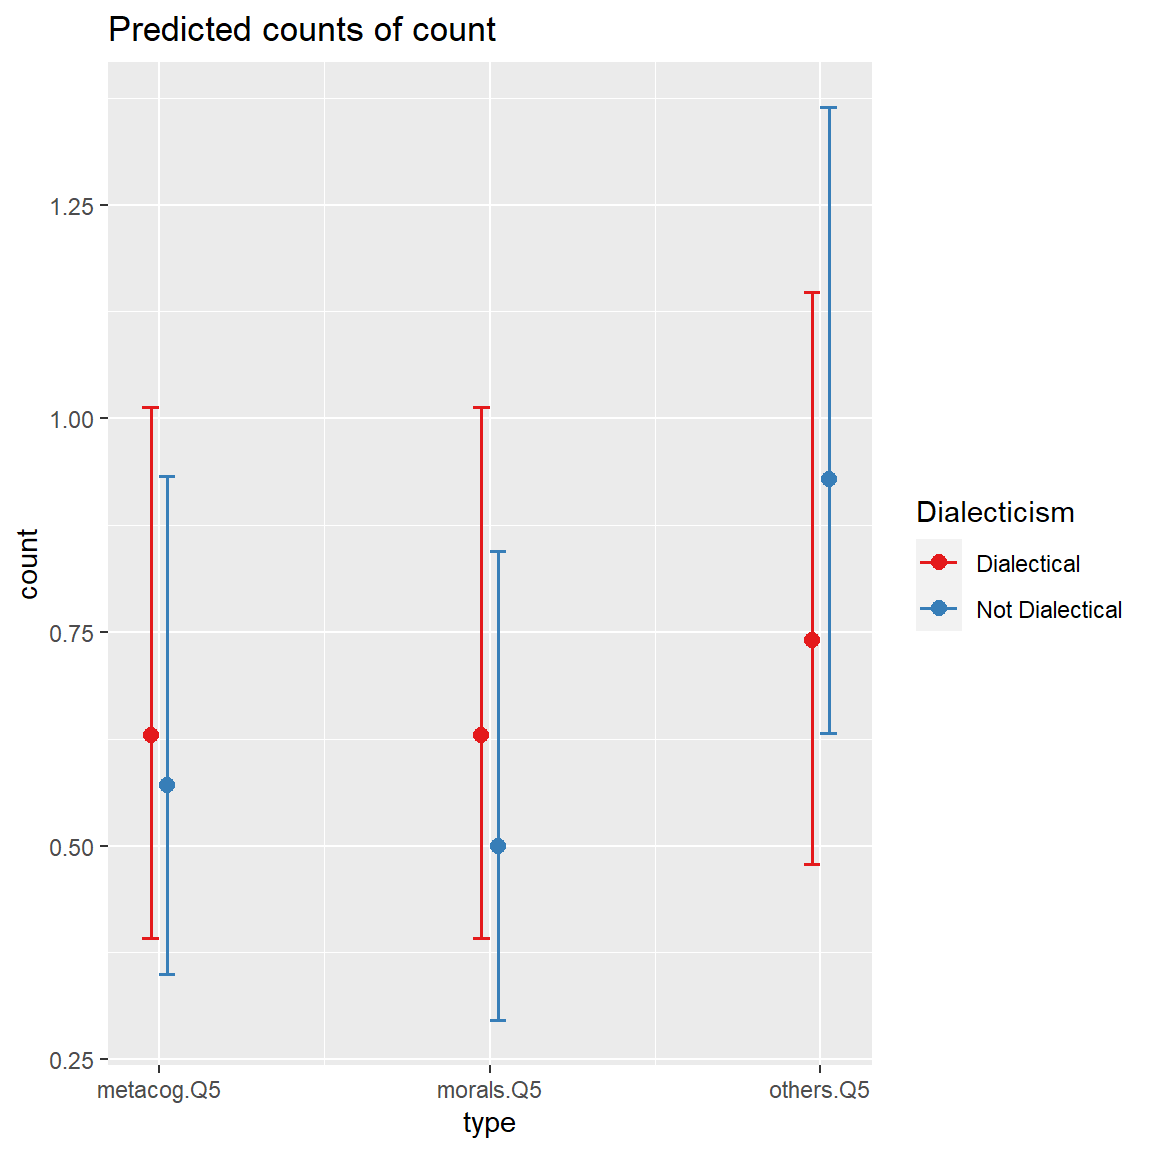 Predicted counts of count
count
1.25
1.00
0.75
0.50
0.25
metacog.Q5
morals.Q5
others.Q5
type
Dialecticism
Dialectical
Not Dialectical